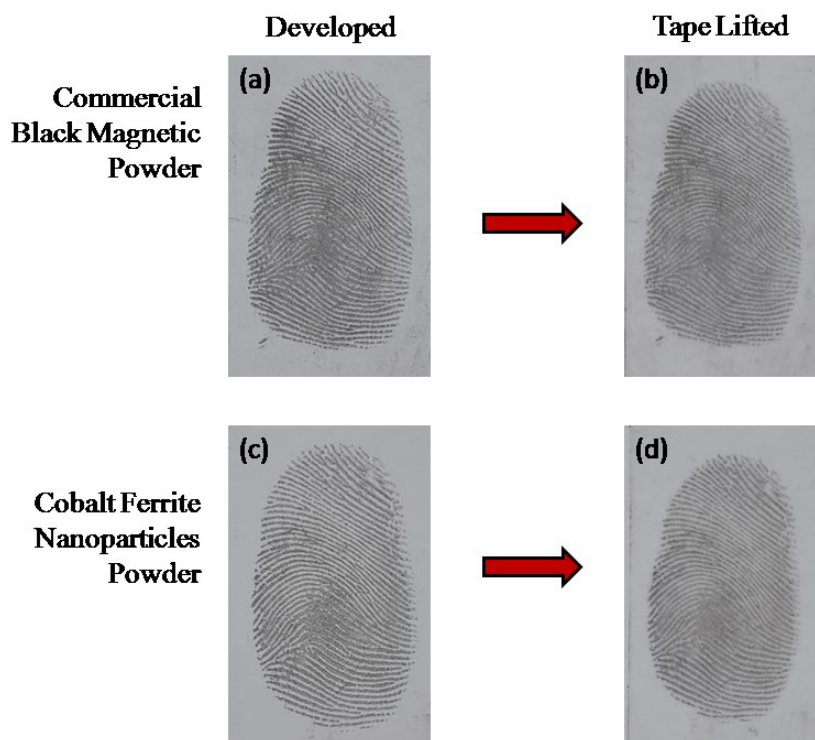 Developed
Tape Lifted
(a)
(b)
Commercial
Black Magnetic
Powder
(c)
(d)
Cobalt Ferrite
Nanoparticles
Powder